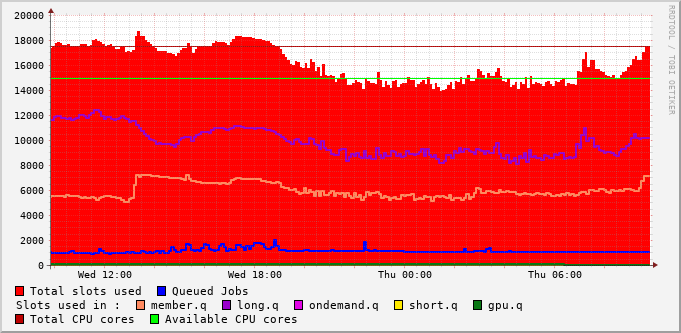 RRDTOOL / TOBI OETIKER
20000
18000
16000
14000
12000
10000
8000
6000
4000
2000
0
Wed 12:00 Wed 18:00 Thu 00:00 Thu 06:00
Total slots used Queued Jobs
Slots used in : member.q long.q ondemand.q short.q gpu.q
Total CPU cores Available CPU cores